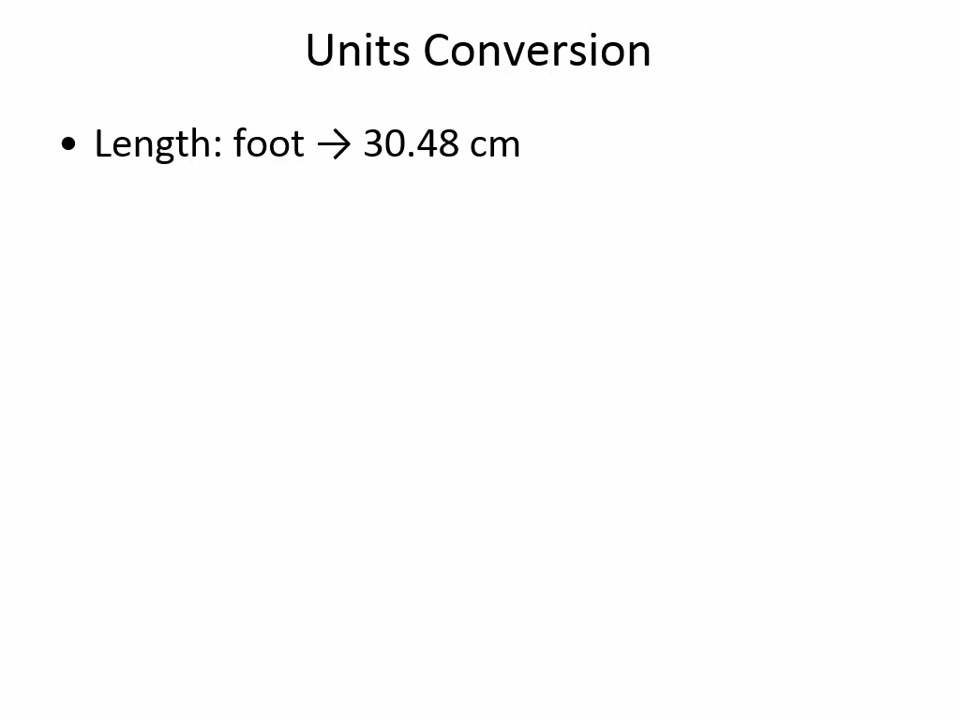 Units Conversion
• Length: foot → 30.48 cm